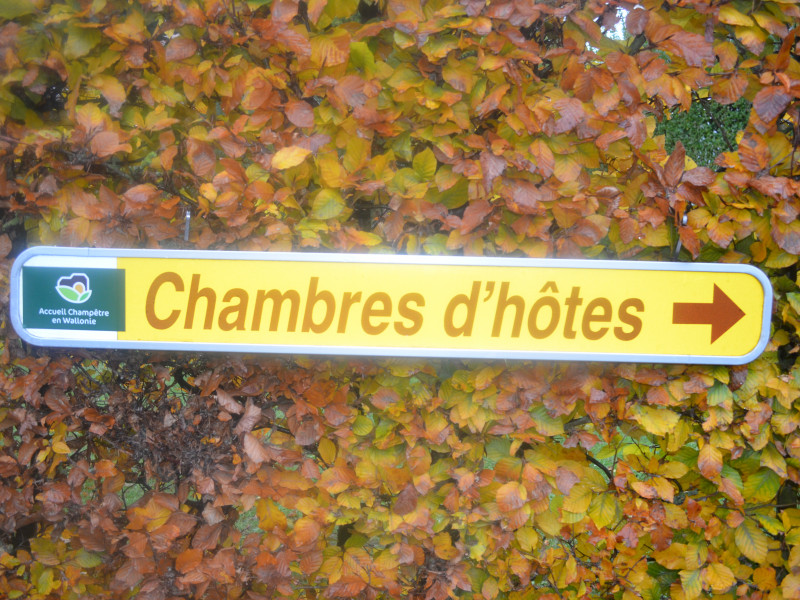 Accueil Champêtre
en Wallonie
Chambres d'hôtes